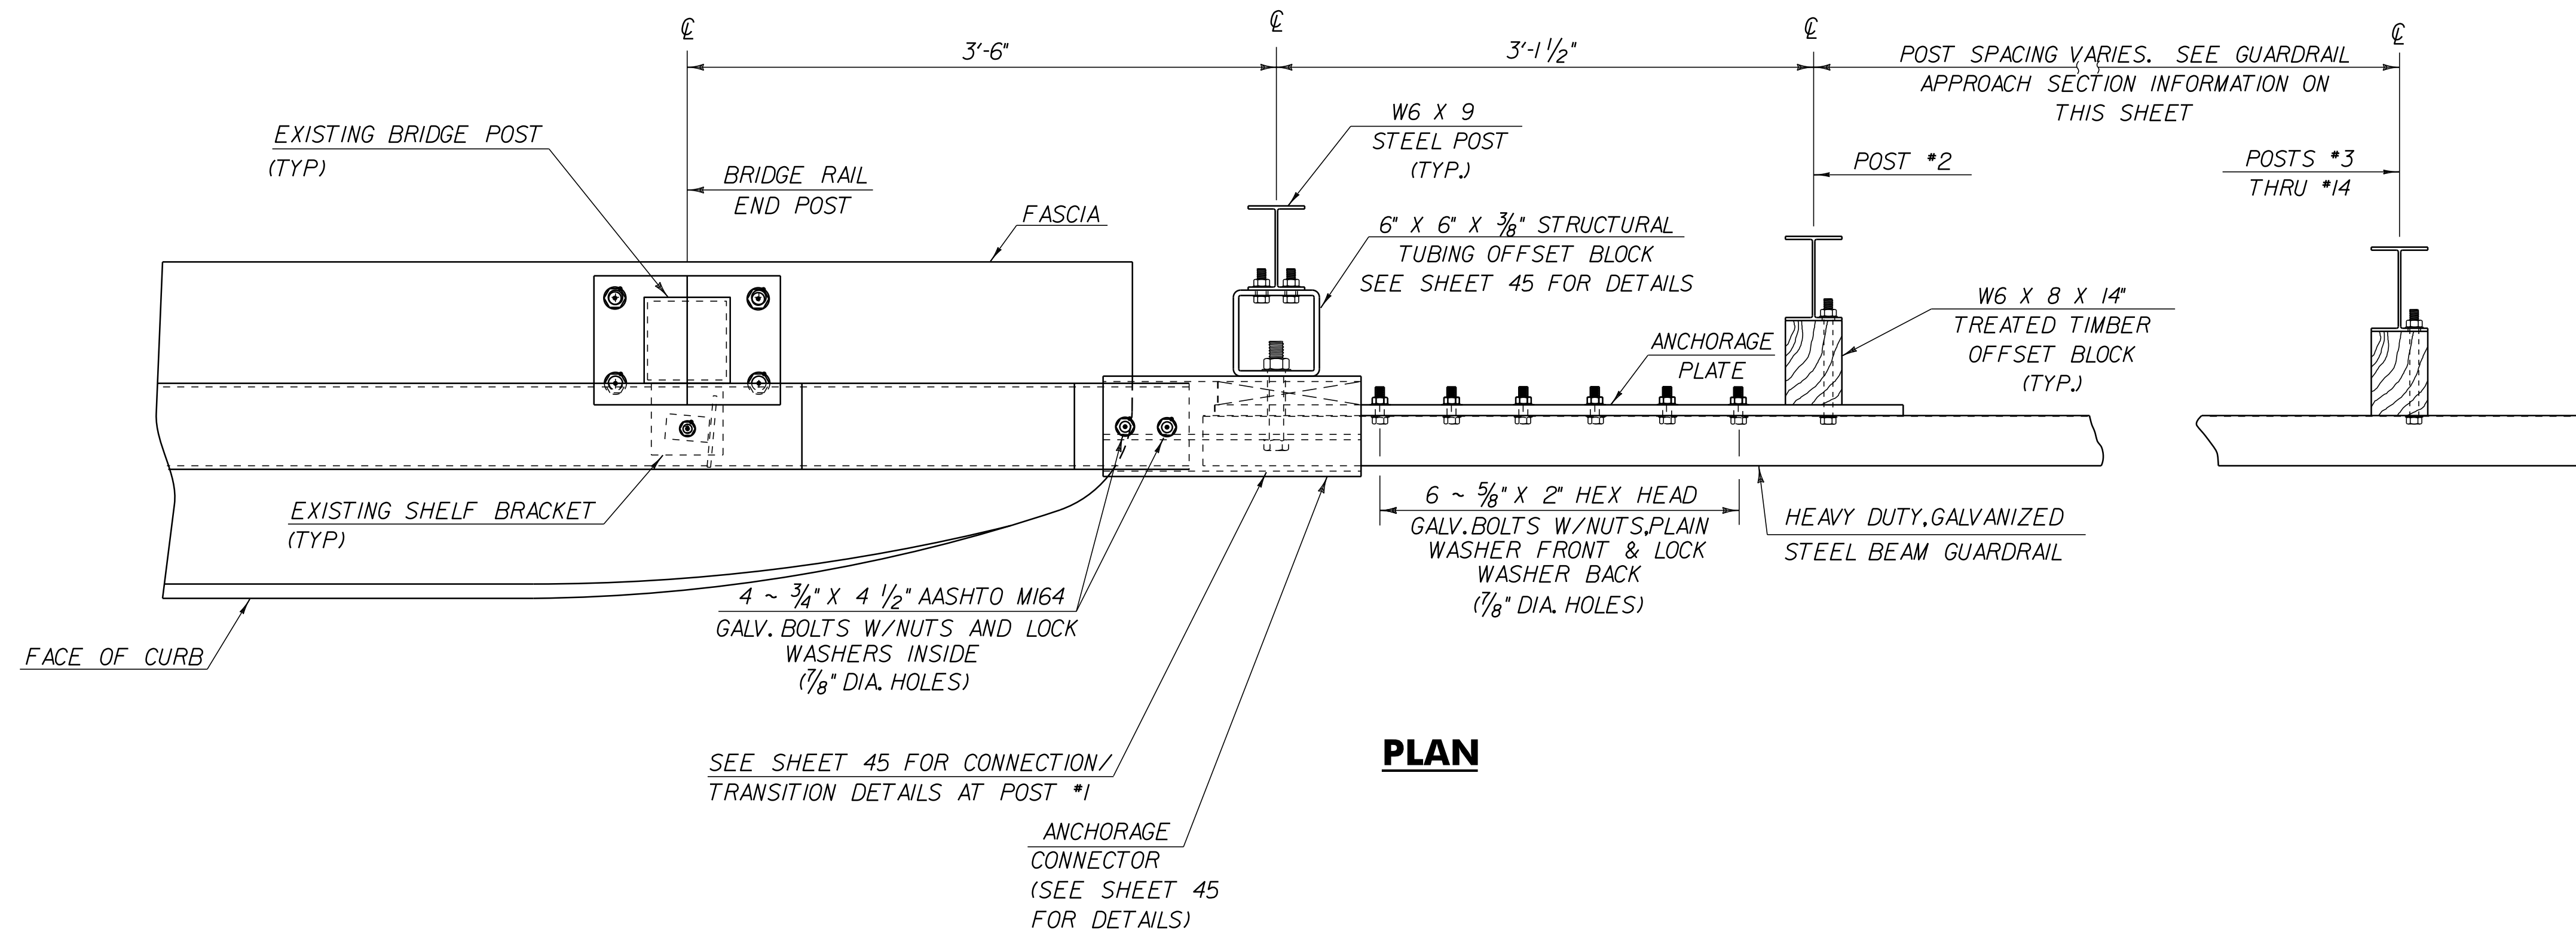 ℄
℄
℄
℄
3'-6"
3'-1 1/2"
POST SPACING VARIES. SEE GUARDRAIL
APPROACH SECTION INFORMATION ON
THIS SHEET
W6 X 9
STEEL POST
(TYP.)
EXISTING BRIDGE POST
(TYP)
BRIDGE RAIL
END POST
FASCIA
POST #2
POSTS #3
THRU #14
6" X 6" X 3/8" STRUCTURAL
TUBING OFFSET BLOCK
SEE SHEET 45 FOR DETAILS
W6 X 8 X 14"
TREATED TIMBER
OFFSET BLOCK
(TYP.)
ANCHORAGE
PLATE
EXISTING SHELF BRACKET
(TYP)
6 ~ 5/8" X 2" HEX HEAD
GALV. BOLTS W/NUTS, PLAIN
WASHER FRONT & LOCK
WASHER BACK
(7/8" DIA. HOLES)
HEAVY DUTY, GALVANIZED
STEEL BEAM GUARDRAIL
4 ~ 3/4" X 4 1/2" AASHTO M164
GALV. BOLTS W/NUTS AND LOCK
WASHERS INSIDE
(7/8" DIA. HOLES)
FACE OF CURB
SEE SHEET 45 FOR CONNECTION/
TRANSITION DETAILS AT POST #1
PLAN
ANCHORAGE
CONNECTOR
(SEE SHEET 45
FOR DETAILS)